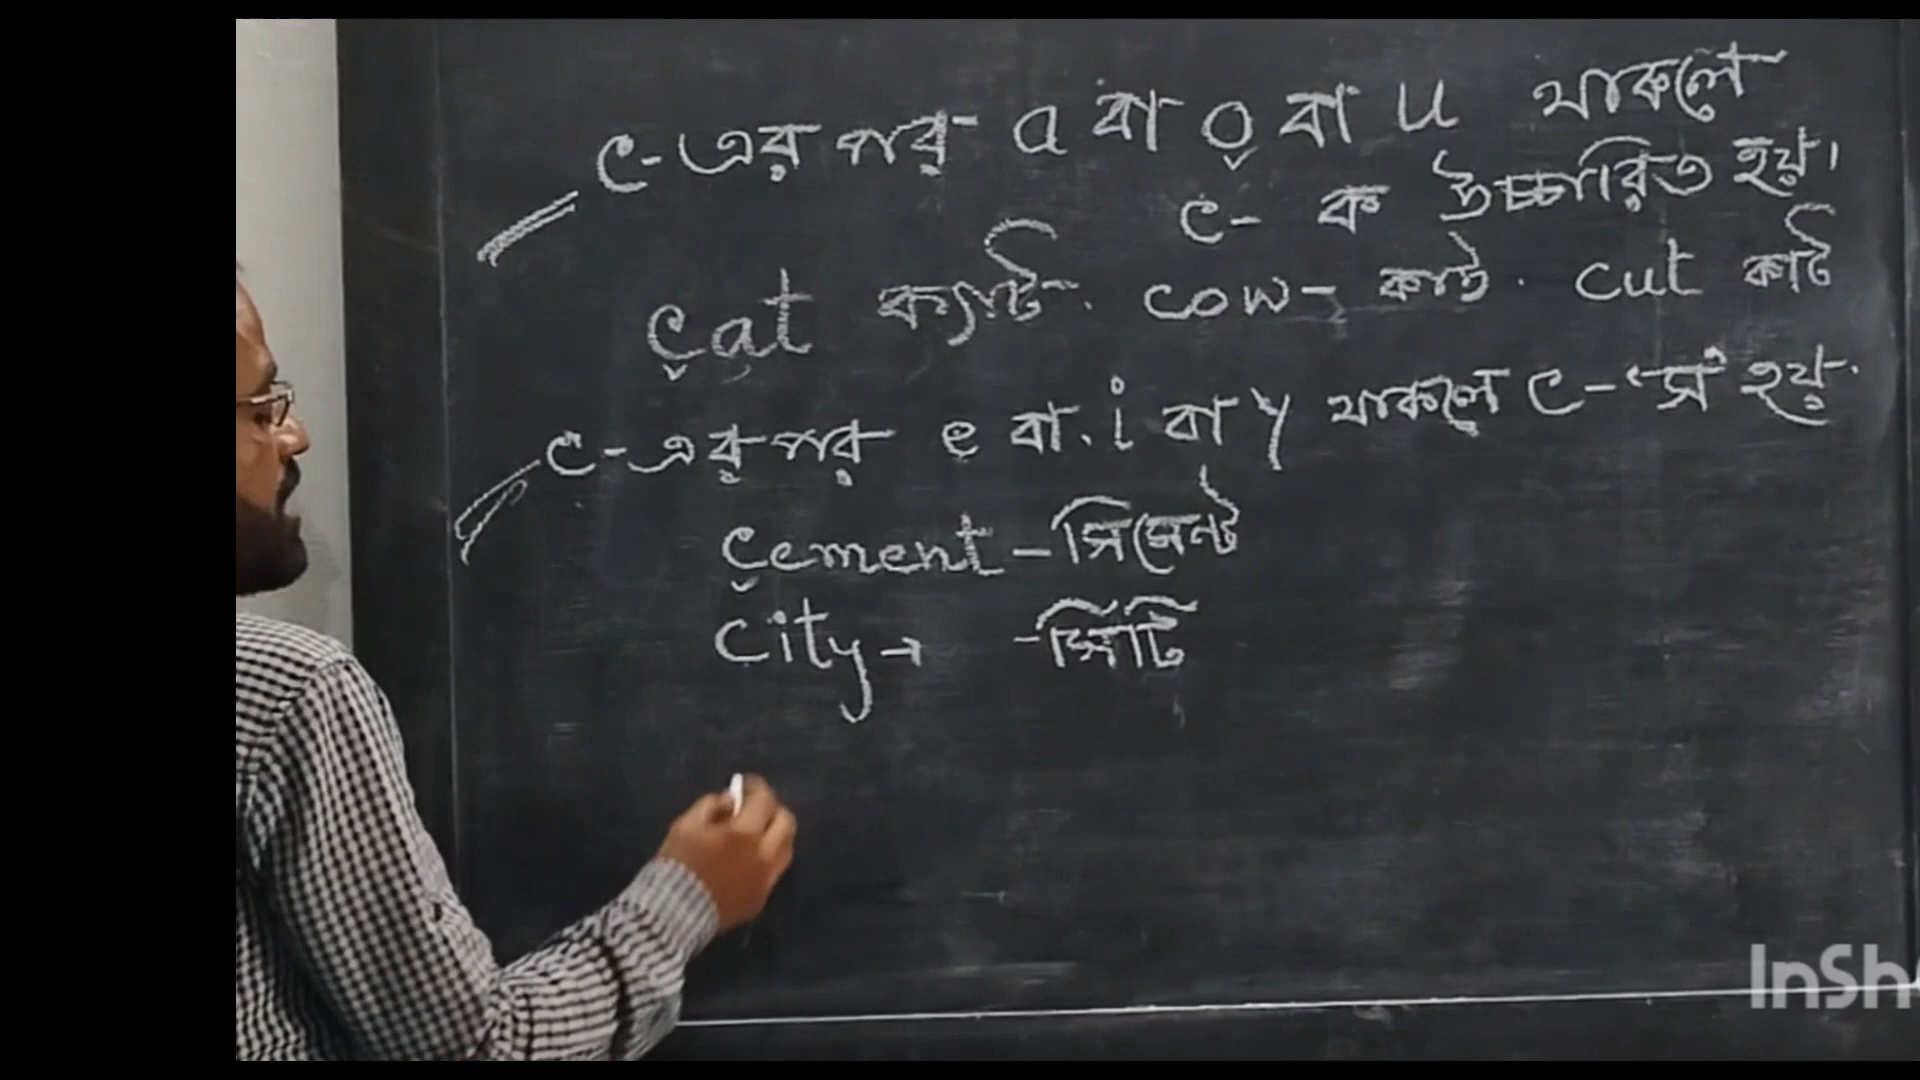 c-এর পর a বা o বা u থাকলে
c- ক উচ্চারিত হয়।
cat ক্যাট. cow- কাউ. cut কাট
c-এর পর e বা. i বা y থাকলে c-'স' হয়.
cement - সিমেন্ট
city → -সিটি
InSh